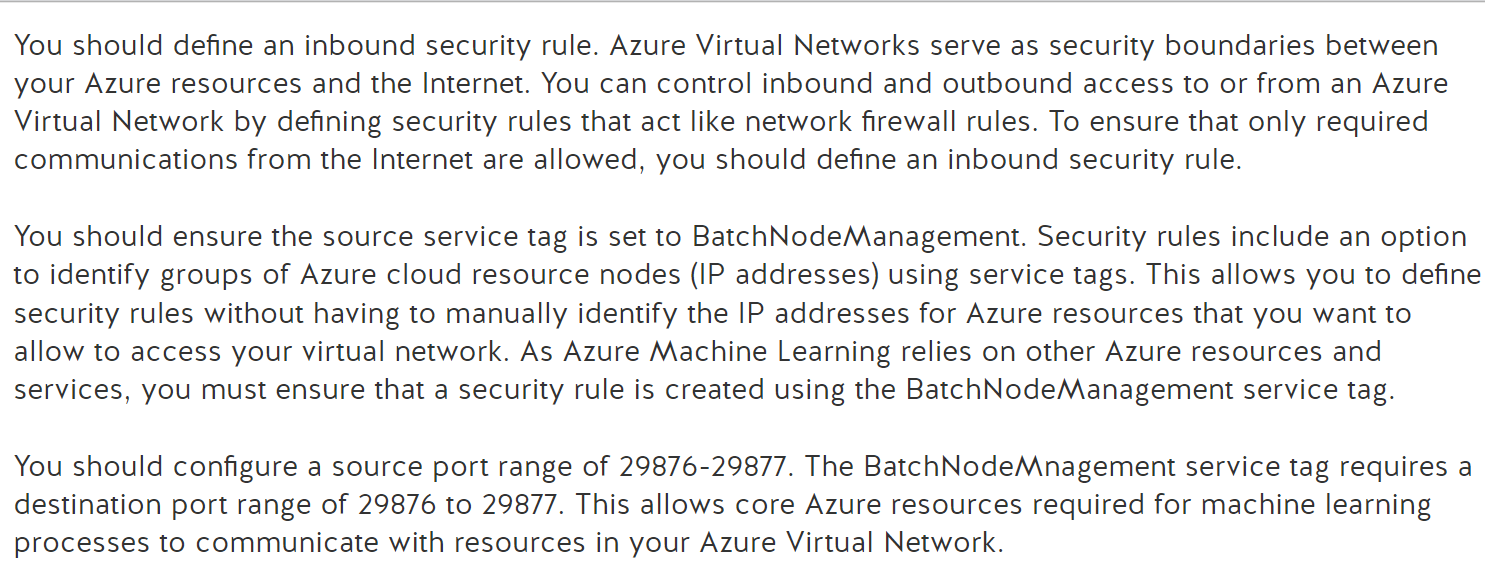 You should define an inbound security rule. Azure Virtual Networks serve as security boundaries between
your Azure resources and the Internet. You can control inbound and outbound access to or from an Azure
Virtual Network by defining security rules that act like network firewall rules. To ensure that only required
communications from the Internet are allowed, you should define an inbound security rule.
You should ensure the source service tag is set to BatchNodeManagement. Security rules include an option
to identify groups of Azure cloud resource nodes (IP addresses) using service tags. This allows you to define
security rules without having to manually identify the IP addresses for Azure resources that you want to
allow to access your virtual network. As Azure Machine Learning relies on other Azure resources and
services, you must ensure that a security rule is created using the BatchNodeManagement service tag.
You should configure a source port range of 29876-29877. The BatchNodeMnagement service tag requires a
destination port range of 29876 to 29877. This allows core Azure resources required for machine learning
processes to communicate with resources in your Azure Virtual Network.